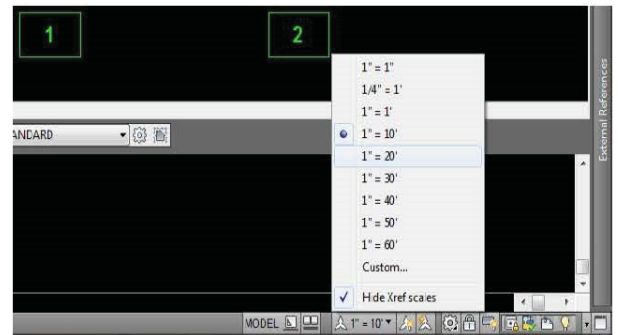 1
2
1" = 1"
1/4" = 1'
1" = 1'
1" = 10'
1" = 20'
1" = 30'
1" = 40'
1" = 50'
1" = 60'
Custom...
Hide Xref scales
External References
ANDARD
MODEL
1" = 10'